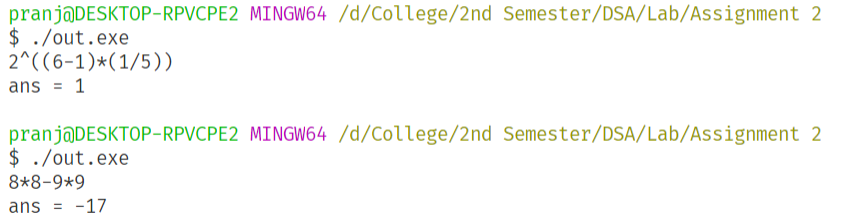 pranj@DESKTOP-RPVCPE2 MINGW64 /d/College/2nd Semester/DSA/Lab/Assignment 2
$ ./out.exe
2^((6-1)*(1/5))
ans = 1
pranj@DESKTOP-RPVCPE2 MINGW64 /d/College/2nd Semester/DSA/Lab/Assignment 2
$ ./out.exe
8*8-9*9
ans = -17